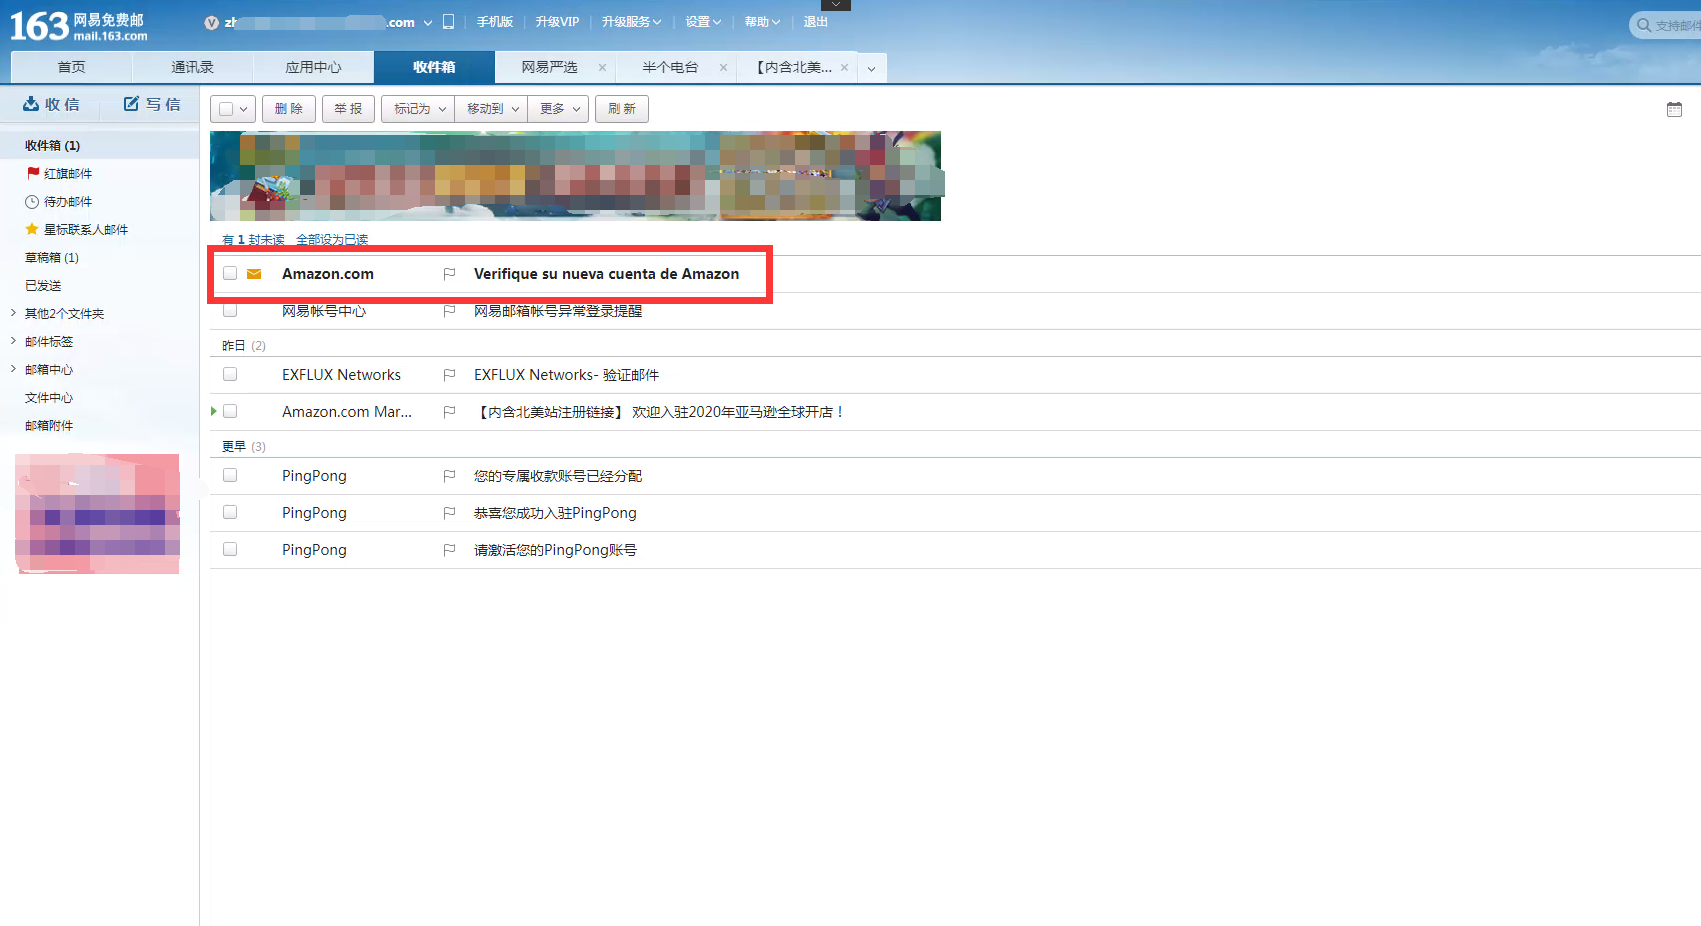 163 网易免费邮
mail.163.com
V zh .com 手机版 升级VIP 升级服务 设置 帮助 退出
首页 通讯录 应用中心 收件箱 网易严选 × 半个电台 × 【内含北美... ×
收 信 写 信
删 除 举 报 标记为 移动到 更多 刷 新
收件箱 (1)
红旗邮件
待办邮件
星标联系人邮件
草稿箱 (1)
已发送
其他2个文件夹
邮件标签
邮箱中心
文件中心
邮箱附件
有 1 封未读 全部设为已读
Amazon.com Verifique su nueva cuenta de Amazon
网易帐号中心 网易邮箱帐号异常登录提醒
昨日 (2)
EXFLUX Networks EXFLUX Networks- 验证邮件
Amazon.com Mar... 【内含北美站注册链接】 欢迎入驻2020年亚马逊全球开店！
更早 (3)
PingPong 您的专属收款账号已经分配
PingPong 恭喜您成功入驻PingPong
PingPong 请激活您的PingPong账号